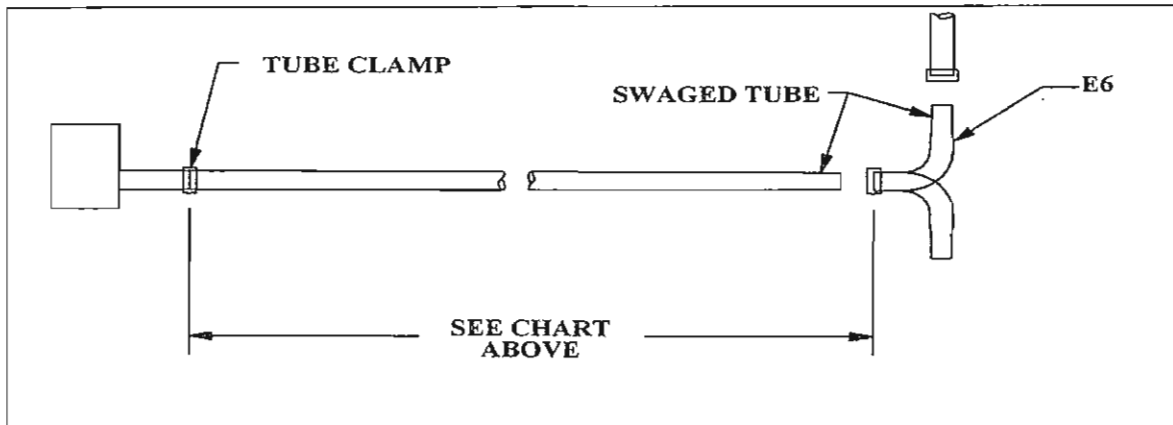 TUBE CLAMP
SWAGED TUBE
E6
SEE CHART
ABOVE